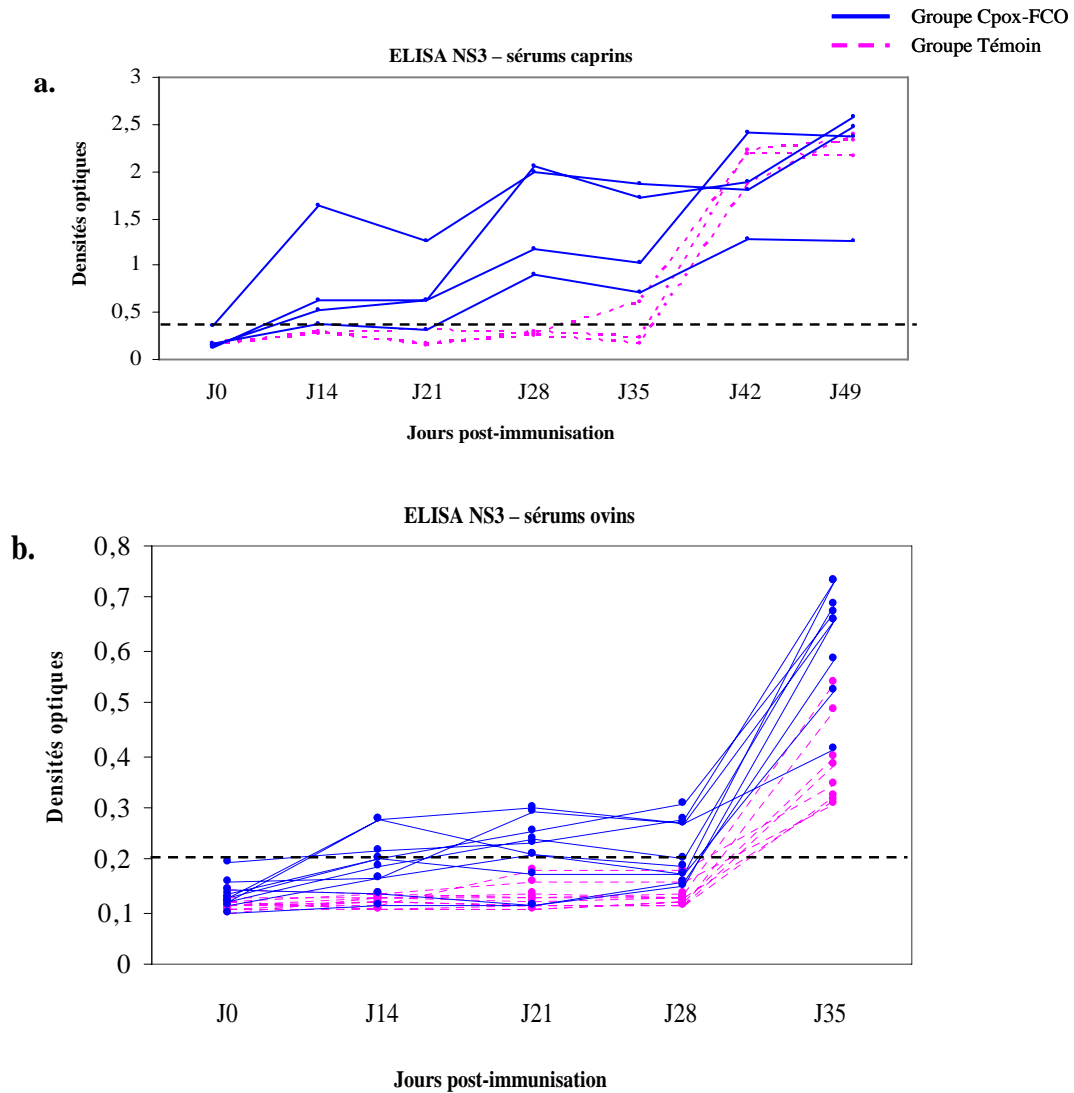 Groupe Cpox-FCO
Groupe Témoin
ELISA NS3 – sérums caprins
a.
3
2,5
2
1,5
1
0,5
0
Densités optiques
J0 J14 J21 J28 J35 J42 J49
Jours post-immunisation
ELISA NS3 – sérums ovins
b.
0,8
0,7
0,6
0,5
0,4
0,3
0,2
0,1
0
Densités optiques
J0 J14 J21 J28 J35
Jours post-immunisation